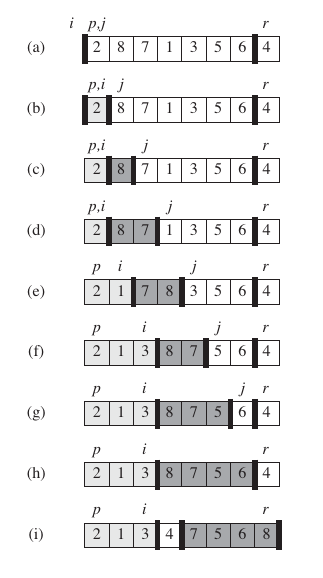 i p,j r
(a) 2 8 7 1 3 5 6 4
p,i j r
(b) 2 8 7 1 3 5 6 4
p,i j r
(c) 2 8 7 1 3 5 6 4
p,i j r
(d) 2 8 7 1 3 5 6 4
p i j r
(e) 2 1 7 8 3 5 6 4
p i j r
(f) 2 1 3 8 7 5 6 4
p i j r
(g) 2 1 3 8 7 5 6 4
p i r
(h) 2 1 3 8 7 5 6 4
p i r
(i) 2 1 3 4 7 5 6 8